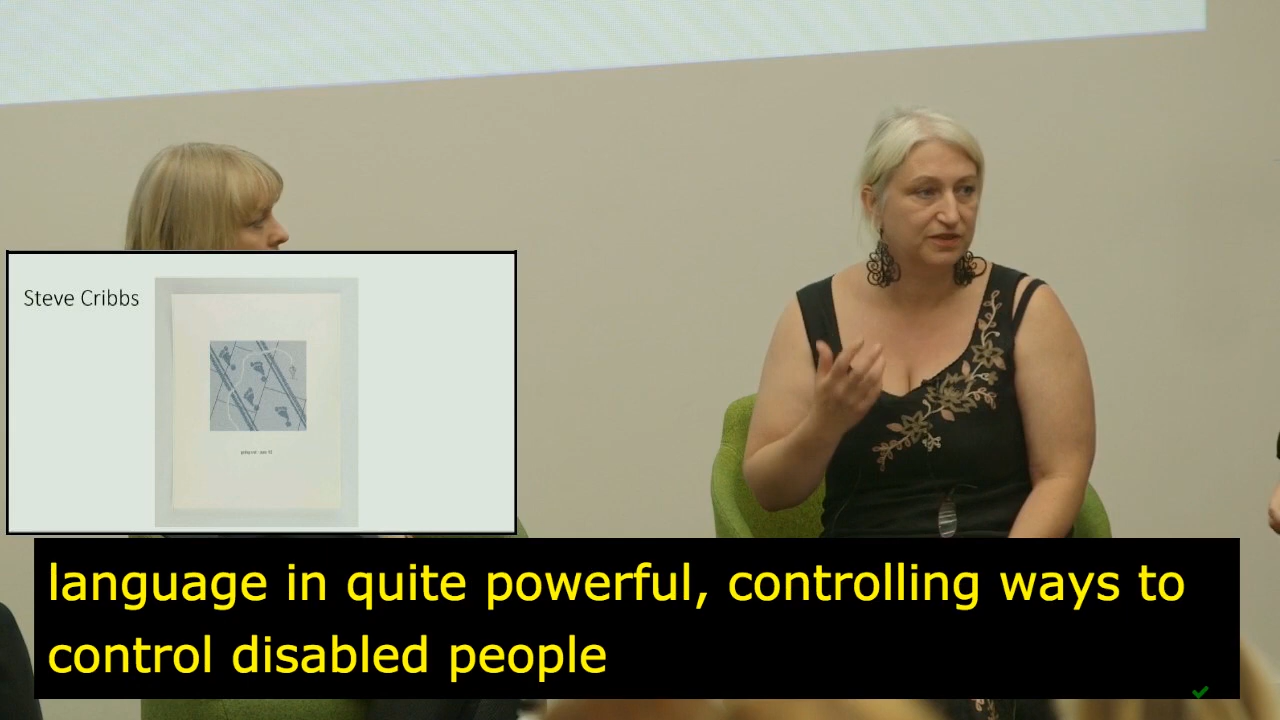 Steve Cribbs
language in quite powerful, controlling ways to
control disabled people